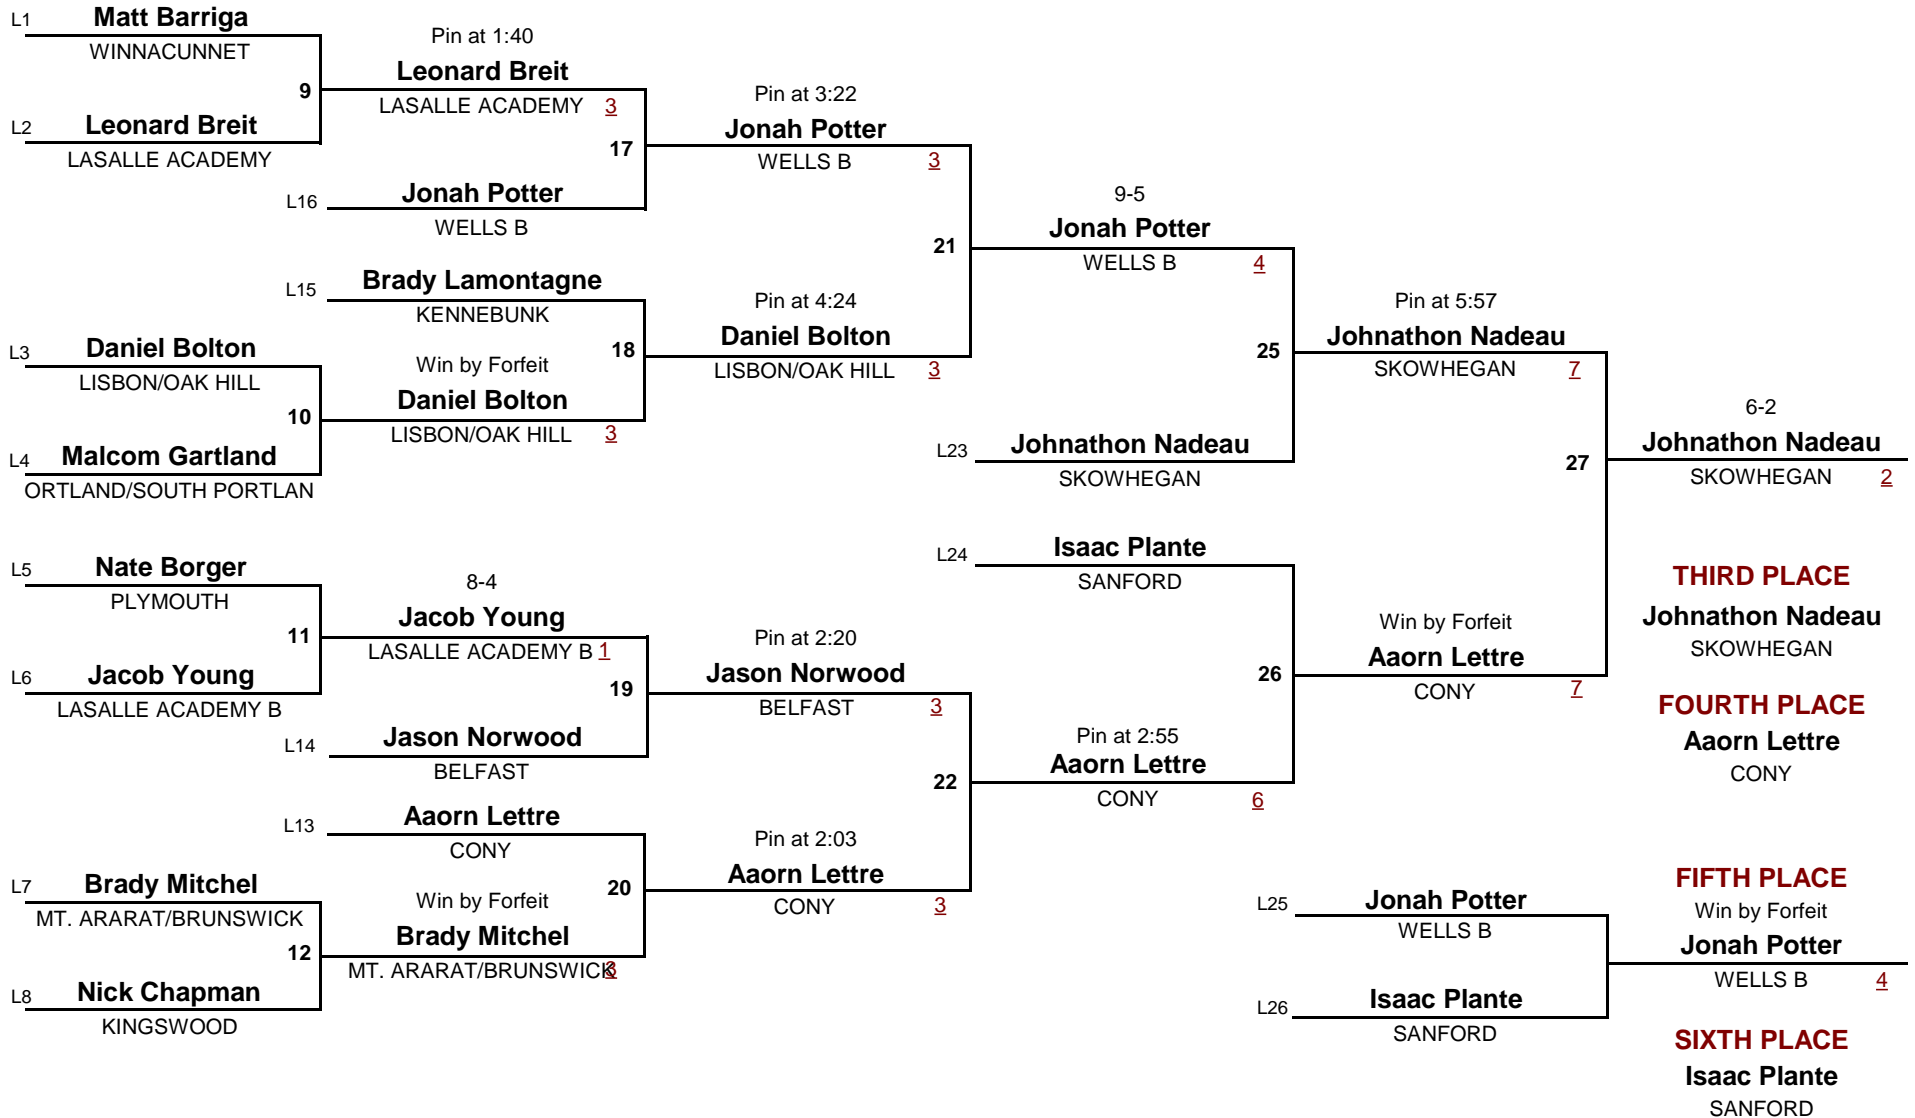 L1 Matt Barriga
WINNACUNNET
9
L2 Leonard Breit
LASALLE ACADEMY
Pin at 1:40
Leonard Breit
LASALLE ACADEMY 3
17
L16 Jonah Potter
WELLS B
Pin at 3:22
Jonah Potter
WELLS B 3
L15 Brady Lamontagne
KENNEBUNK
18
L3 Daniel Bolton
LISBON/OAK HILL
10
L4 Malcom Gartland
ORTLAND/SOUTH PORTLAN
Win by Forfeit
Daniel Bolton
LISBON/OAK HILL 3
Pin at 4:24
Daniel Bolton
LISBON/OAK HILL 3
21
9-5
Jonah Potter
WELLS B 4
25
L23 Johnathon Nadeau
SKOWHEGAN
Pin at 5:57
Johnathon Nadeau
SKOWHEGAN 7
27
6-2
Johnathon Nadeau
SKOWHEGAN 2
L5 Nate Borger
PLYMOUTH
11
L6 Jacob Young
LASALLE ACADEMY B
8-4
Jacob Young
LASALLE ACADEMY B 1
19
L14 Jason Norwood
BELFAST
Pin at 2:20
Jason Norwood
BELFAST 3
22
L13 Aaorn Lettre
CONY
20
L7 Brady Mitchel
MT. ARARAT/BRUNSWICK
12
L8 Nick Chapman
KINGSWOOD
Win by Forfeit
Brady Mitchel
MT. ARARAT/BRUNSWICK 3
Pin at 2:03
Aaorn Lettre
CONY 3
L24 Isaac Plante
SANFORD
26
Pin at 2:55
Aaorn Lettre
CONY 6
Win by Forfeit
Aaorn Lettre
CONY 7
THIRD PLACE
Johnathon Nadeau
SKOWHEGAN
FOURTH PLACE
Aaorn Lettre
CONY
L25 Jonah Potter
WELLS B
L26 Isaac Plante
SANFORD
FIFTH PLACE
Win by Forfeit
Jonah Potter
WELLS B 4
SIXTH PLACE
Isaac Plante
SANFORD